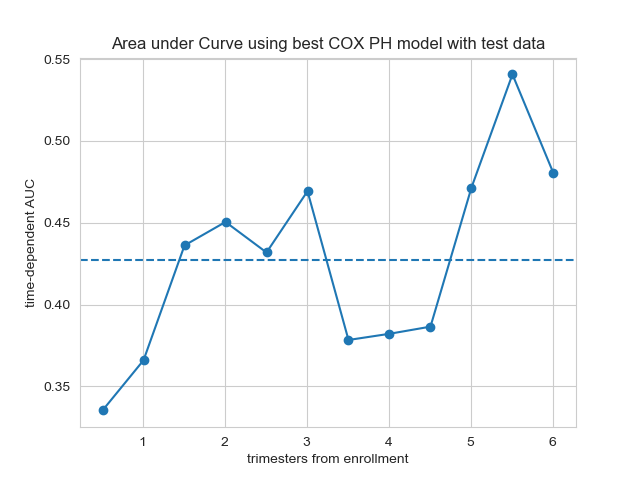 Area under Curve using best COX PH model with test data
0.55
0.50
0.45
0.40
0.35
time-dependent AUC
1 2 3 4 5 6
trimesters from enrollment